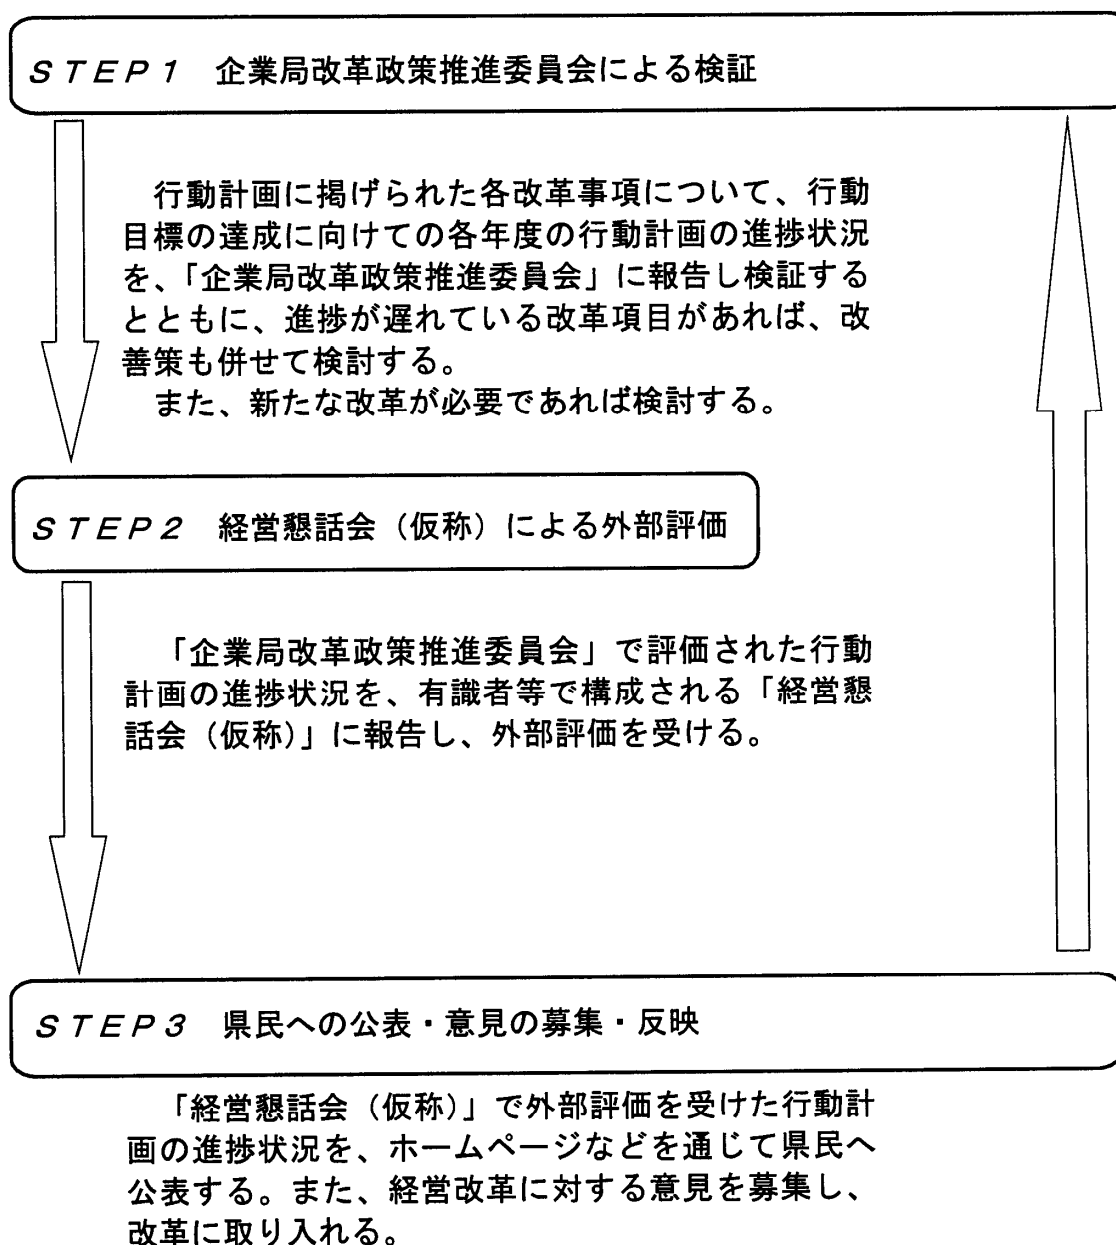 STEP1 企業局改革政策推進委員会による検証
行動計画に掲げられた各改革事項について、行動
目標の達成に向けての各年度の行動計画の進捗状況
を、「企業局改革政策推進委員会」に報告し検証する
とともに、進捗が遅れている改革項目があれば、改
善策も併せて検討する。
また、新たな改革が必要であれば検討する。
STEP2 経営懇話会（仮称）による外部評価
「企業局改革政策推進委員会」で評価された行動
計画の進捗状況を、有識者等で構成される「経営懇
話会（仮称）」に報告し、外部評価を受ける。
STEP3 県民への公表・意見の募集・反映
「経営懇話会（仮称）」で外部評価を受けた行動計
画の進捗状況を、ホームページなどを通じて県民へ
公表する。また、経営改革に対する意見を募集し、
改革に取り入れる。